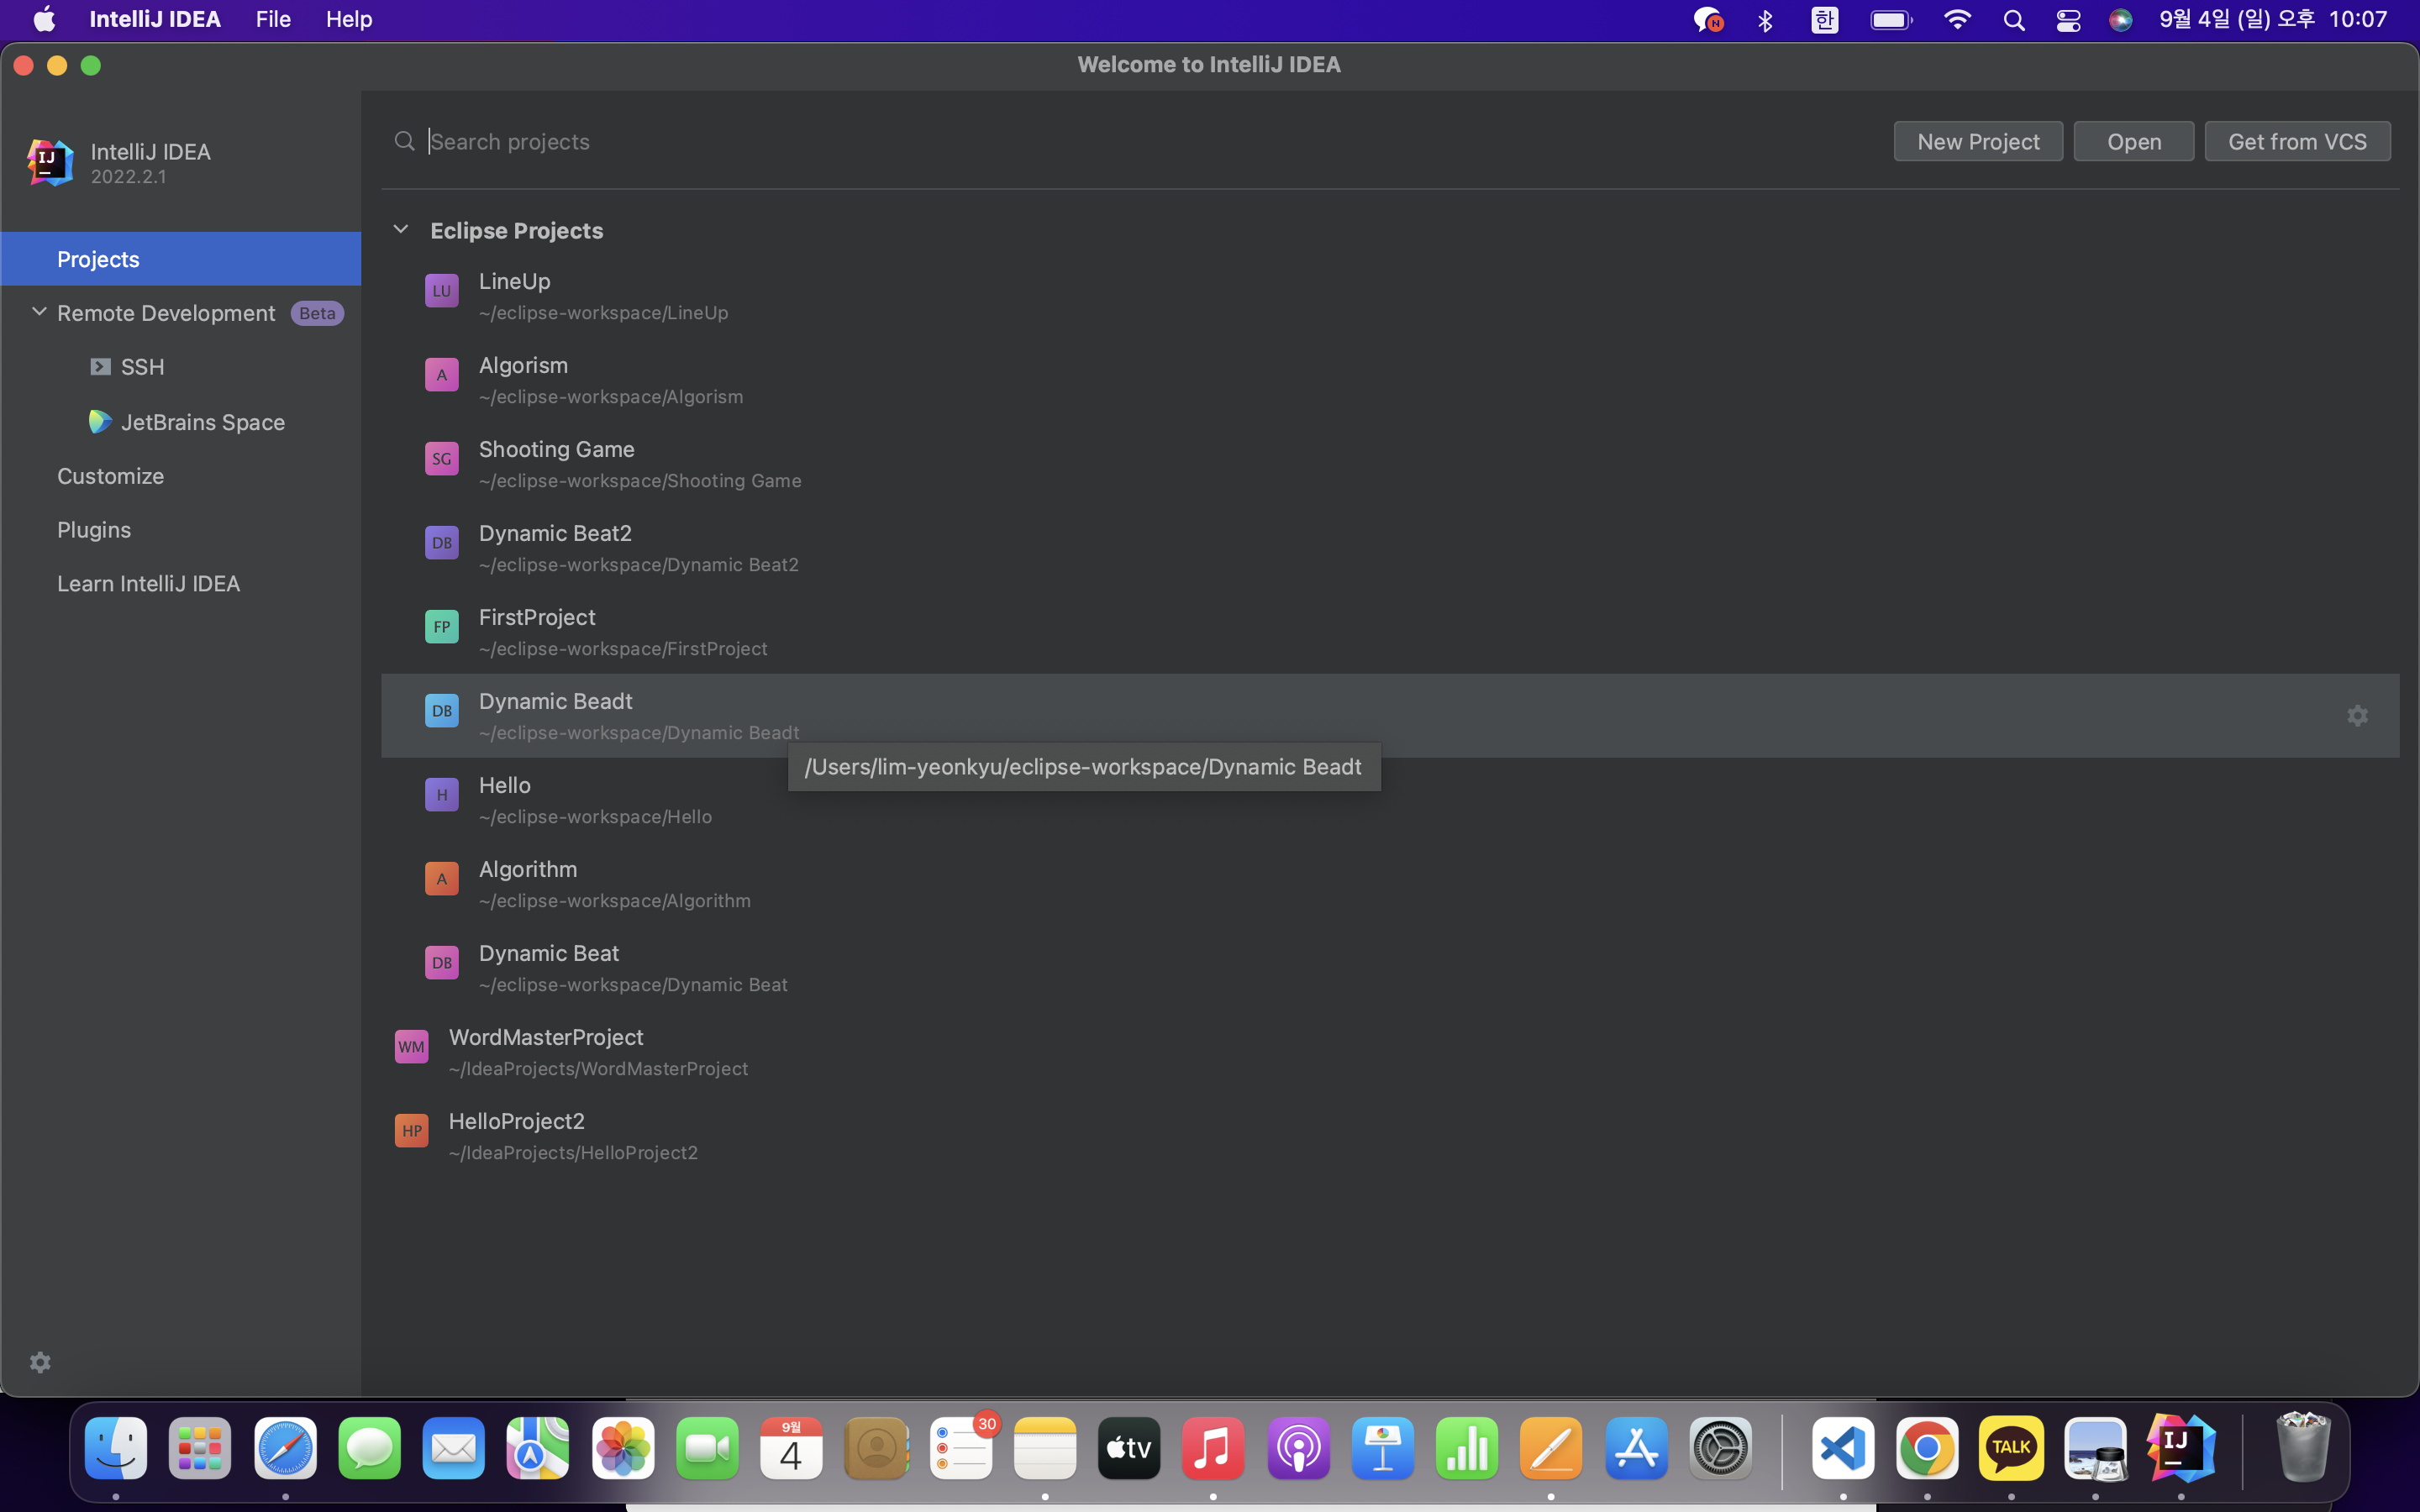 IntelliJ IDEA File Help 한 9월 4일 (일) 오후 10:07
Welcome to IntelliJ IDEA
IJ
IntelliJ IDEA
2022.2.1
Search projects
New Project
Open
Get from VCS
Projects
Remote Development Beta
SSH
JetBrains Space
Customize
Plugins
Learn IntelliJ IDEA
Eclipse Projects
LU LineUp
~/eclipse-workspace/LineUp
A Algorism
~/eclipse-workspace/Algorism
SG Shooting Game
~/eclipse-workspace/Shooting Game
DB Dynamic Beat2
~/eclipse-workspace/Dynamic Beat2
FP FirstProject
~/eclipse-workspace/FirstProject
DB Dynamic Beadt
~/eclipse-workspace/Dynamic Beadt
/Users/lim-yeonkyu/eclipse-workspace/Dynamic Beadt
H Hello
~/eclipse-workspace/Hello
A Algorithm
~/eclipse-workspace/Algorithm
DB Dynamic Beat
~/eclipse-workspace/Dynamic Beat
WM WordMasterProject
~/IdeaProjects/WordMasterProject
HP HelloProject2
~/IdeaProjects/HelloProject2
9월
4
30
tv
TALK
IJ